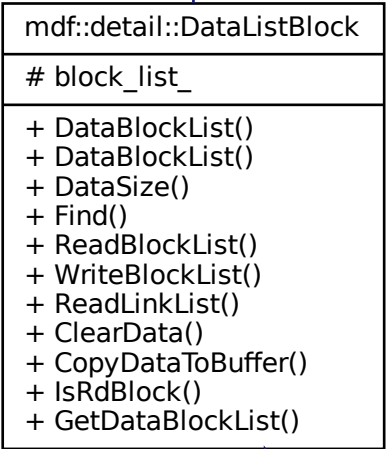 mdf::detail::DataListBlock
# block_list_
+ DataBlockList()
+ DataBlockList()
+ DataSize()
+ Find()
+ ReadBlockList()
+ WriteBlockList()
+ ReadLinkList()
+ ClearData()
+ CopyDataToBuffer()
+ IsRdBlock()
+ GetDataBlockList()